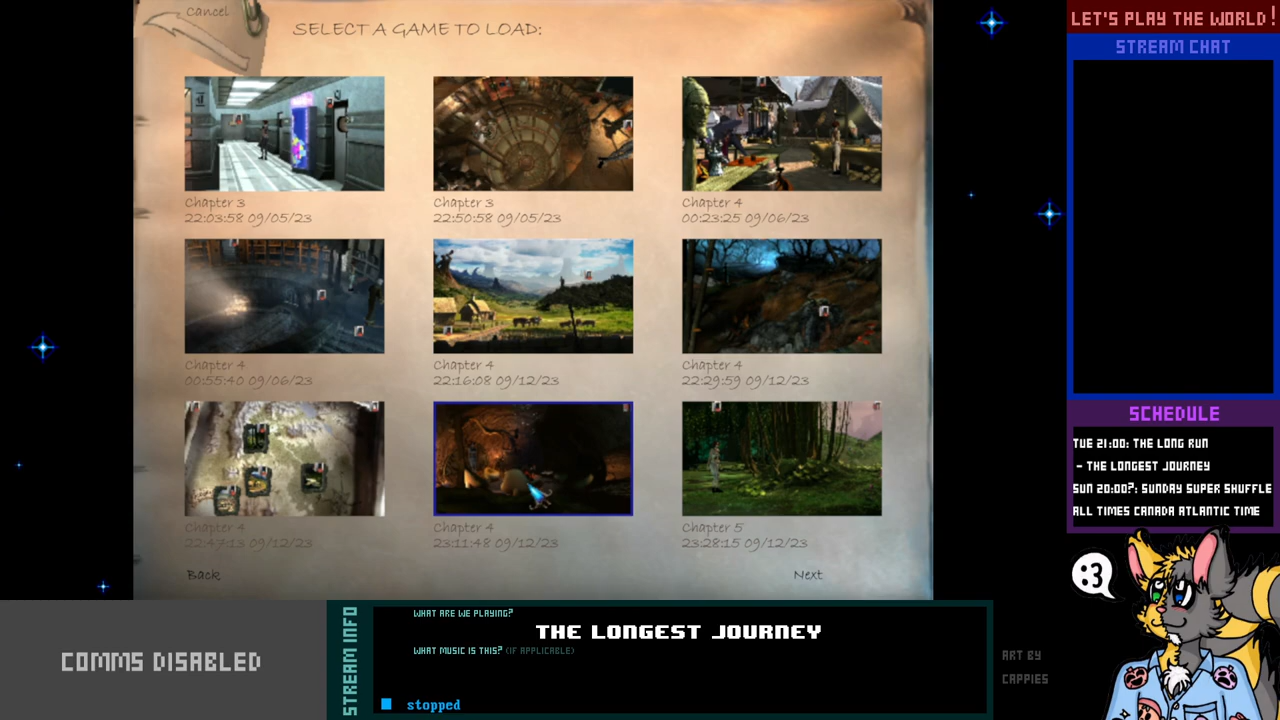 Cancel
SELECT A GAME TO LOAD:
Chapter 3
22:03:58 09/05/23
Chapter 3
22:50:58 09/05/23
Chapter 4
00:23:25 09/06/23
Chapter 4
00:55:40 09/06/23
Chapter 4
22:16:08 09/12/23
Chapter 4
22:29:59 09/12/23
Chapter 4
22:47:13 09/12/23
Chapter 4
23:11:48 09/12/23
Chapter 5
23:28:15 09/12/23
Back
Next
LET'S PLAY THE WORLD!
STREAM CHAT
SCHEDULE
TUE 21:00: THE LONG RUN
- THE LONGEST JOURNEY
SUN 20:00?: SUNDAY SUPER SHUFFLE
ALL TIMES CANADA ATLANTIC TIME
:3
COMMS DISABLED
STREAM INFO
WHAT ARE WE PLAYING?
THE LONGEST JOURNEY
WHAT MUSIC IS THIS? (IF APPLICABLE)
stopped
ART BY
CAPPIES